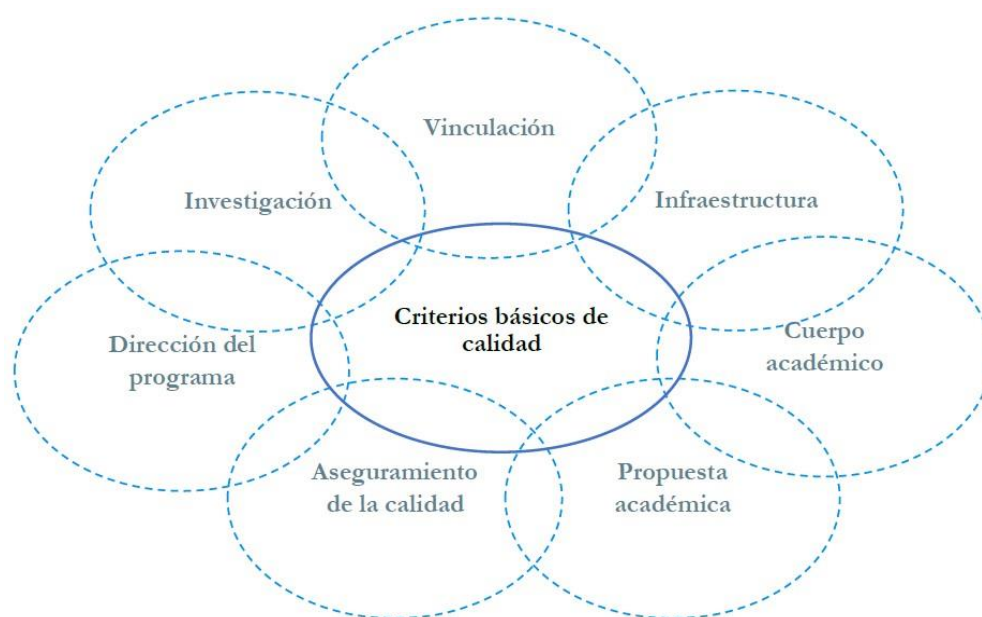 Vinculación
Investigación
Infraestructura
Criterios básicos de
calidad
Dirección del
programa
Cuerpo
académico
Aseguramiento
de la calidad
Propuesta
académica